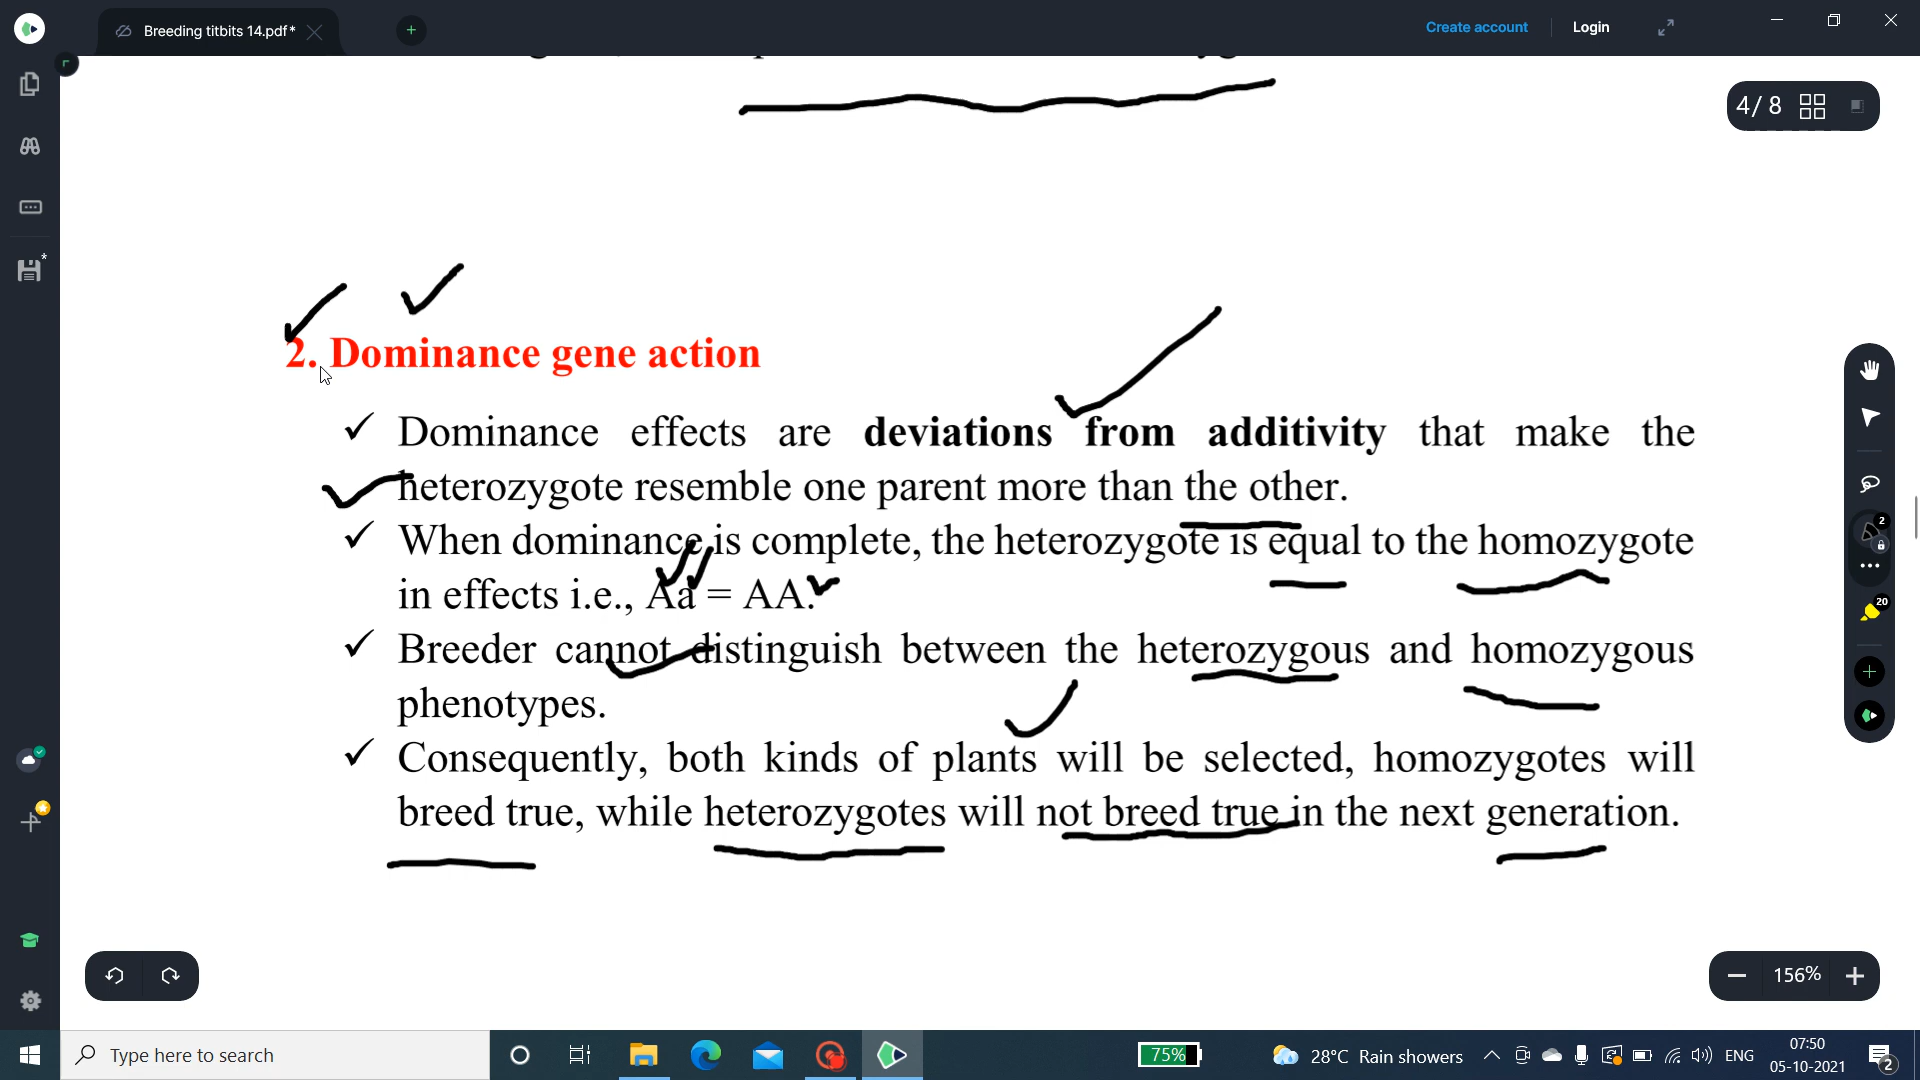 Breeding titbits 14.pdf*
Create account
Login
4/ 8
2. Dominance gene action
✓ Dominance effects are deviations from additivity that make the
heterozygote resemble one parent more than the other.
✓ When dominance is complete, the heterozygote is equal to the homozygote
in effects i.e., Aa = AA.
✓ Breeder cannot distinguish between the heterozygous and homozygous
phenotypes.
✓ Consequently, both kinds of plants will be selected, homozygotes will
breed true, while heterozygotes will not breed true in the next generation.
2
20
156%
Type here to search
75%
28°C Rain showers
ENG
07:50
05-10-2021
2